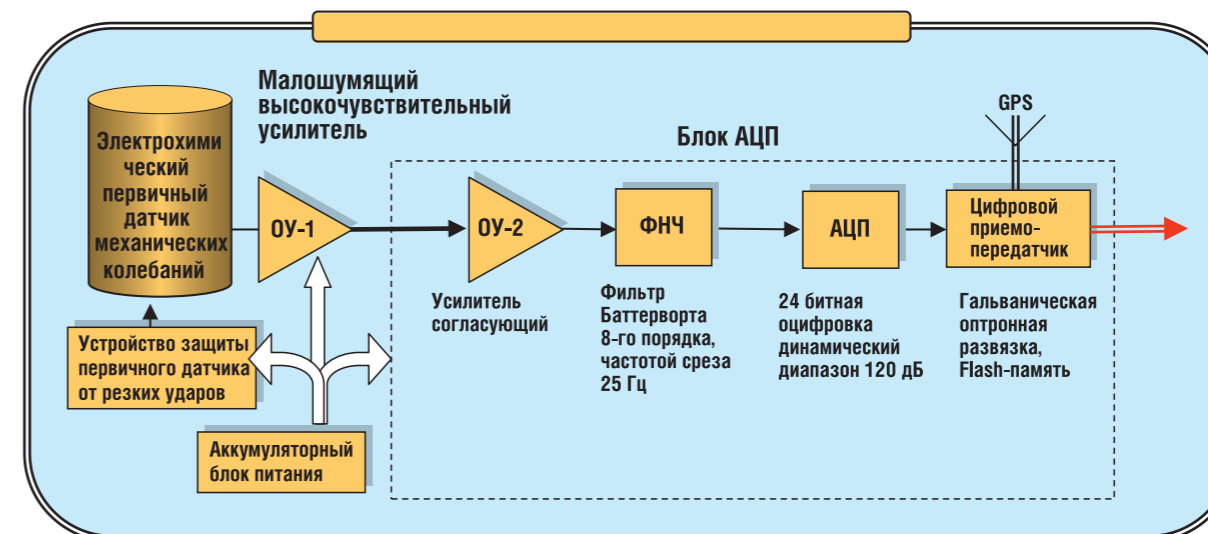 Малошумящий
высокочувствительный
усилитель
Электрохими
ческий
первичный
датчик
механических
колебаний
ОУ-1
Устройство защиты
первичного датчика
от резких ударов
Аккумуляторный
блок питания
Блок АЦП
ОУ-2
Усилитель
согласующий
ФНЧ
Фильтр
Баттерворта
8-го порядка,
частотой среза
25 Гц
АЦП
24 битная
оцифровка
динамический
диапазон 120 дБ
GPS
Цифровой
приемо-
передатчик
Гальваническая
оптронная
развязка,
Flash-память